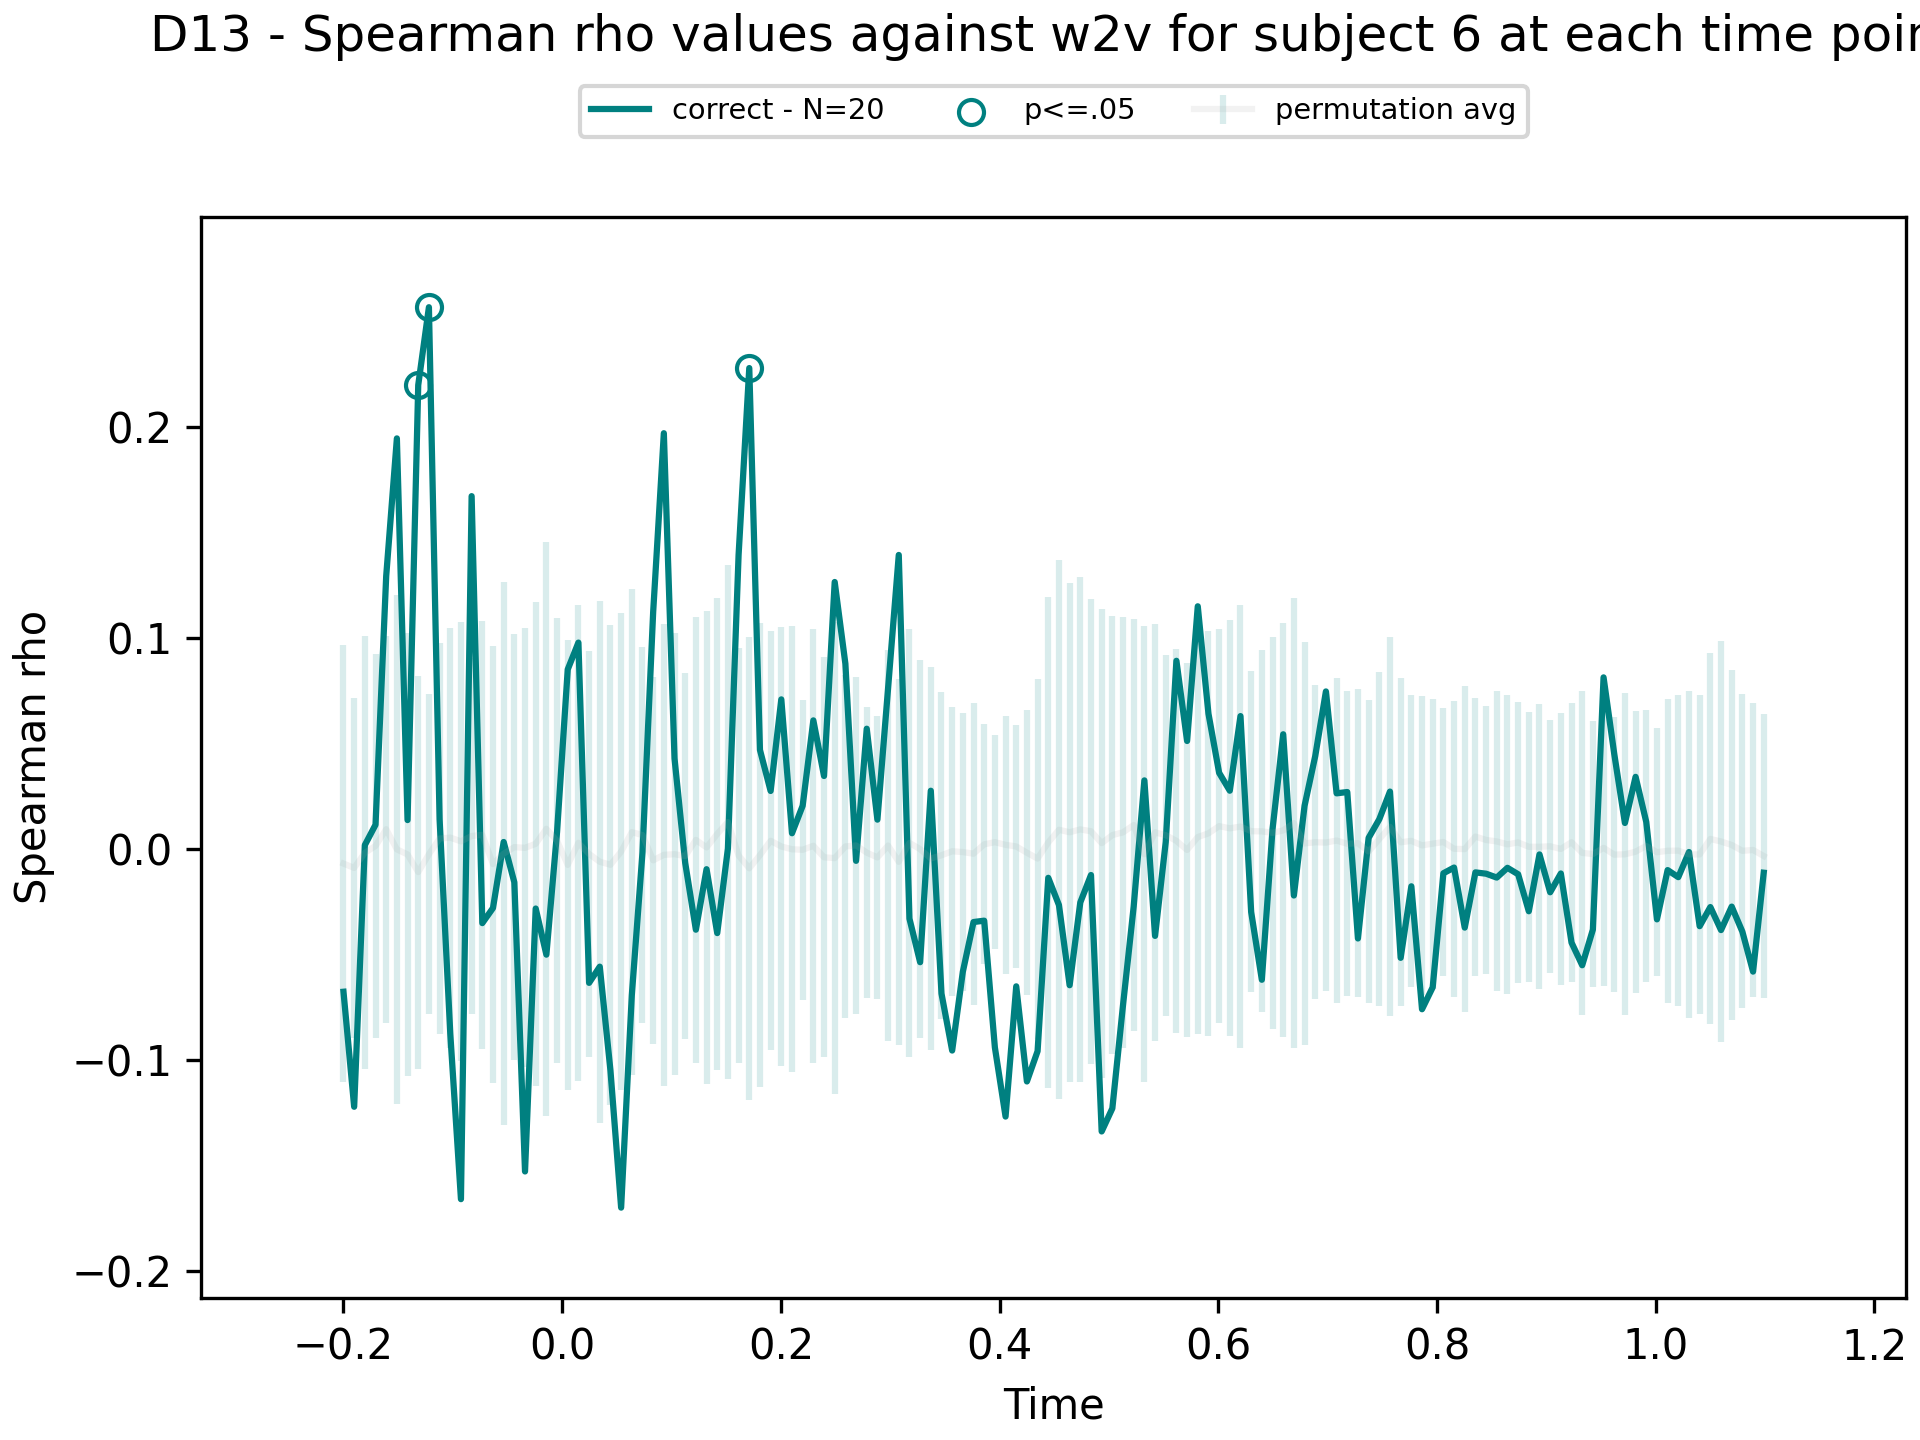 D13 - Spearman rho values against w2v for subject 6 at each time
correct - N=20
p<=.05
permutation avg
Spearman rho
0.2
0.1
0.0
−0.1
−0.2
−0.2
0.0
0.2
0.4
0.6
0.8
1.0
1.2
Time